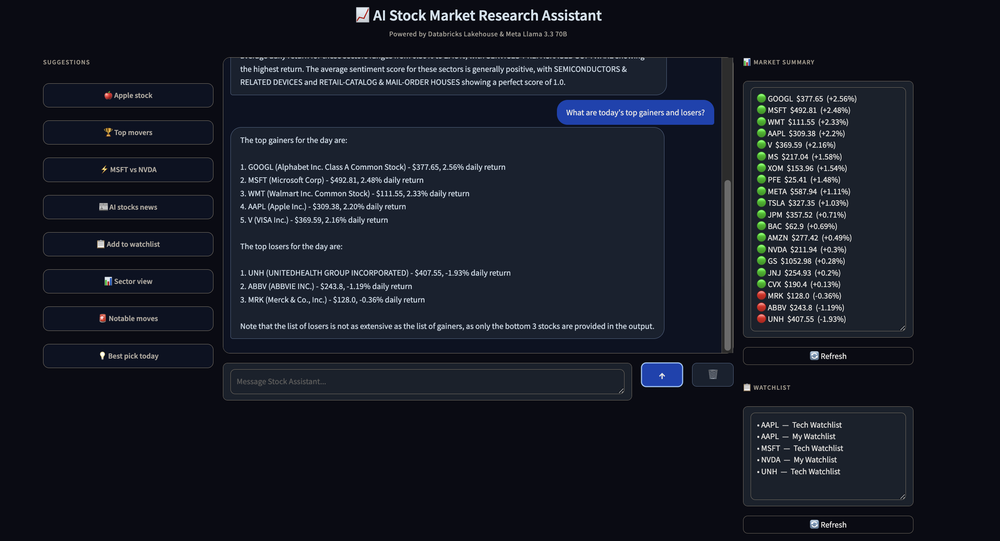 📈 AI Stock Market Research Assistant
Powered by Databricks Lakehouse & Meta Llama 3.3 70B
SUGGESTIONS
🍎 Apple stock
🏆 Top movers
⚡ MSFT vs NVDA
📰 AI stocks news
📋 Add to watchlist
📊 Sector view
🚨 Notable moves
💡 Best pick today
the highest return. The average sentiment score for these sectors is generally positive, with SEMICONDUCTORS &
RELATED DEVICES and RETAIL-CATALOG & MAIL-ORDER HOUSES showing a perfect score of 1.0.
What are today's top gainers and losers?
The top gainers for the day are:
1. GOOGL (Alphabet Inc. Class A Common Stock) - $377.65, 2.56% daily return
2. MSFT (Microsoft Corp) - $492.81, 2.48% daily return
3. WMT (Walmart Inc. Common Stock) - $111.55, 2.33% daily return
4. AAPL (Apple Inc.) - $309.38, 2.20% daily return
5. V (VISA Inc.) - $369.59, 2.16% daily return
The top losers for the day are:
1. UNH (UNITEDHEALTH GROUP INCORPORATED) - $407.55, -1.93% daily return
2. ABBV (ABBVIE INC.) - $243.8, -1.19% daily return
3. MRK (Merck & Co., Inc.) - $128.0, -0.36% daily return
Note that the list of losers is not as extensive as the list of gainers, as only the bottom 3 stocks are provided in the output.
Message Stock Assistant...
↑
📊 MARKET SUMMARY
🟢 GOOGL $377.65 (+2.56%)
🟢 MSFT $492.81 (+2.48%)
🟢 WMT $111.55 (+2.33%)
🟢 AAPL $309.38 (+2.2%)
🟢 V $369.59 (+2.16%)
🟢 MS $217.04 (+1.58%)
🟢 XOM $153.96 (+1.54%)
🟢 PFE $25.41 (+1.48%)
🟢 META $587.94 (+1.11%)
🟢 TSLA $327.35 (+1.03%)
🟢 JPM $357.52 (+0.71%)
🟢 BAC $62.9 (+0.69%)
🟢 AMZN $277.42 (+0.49%)
🟢 NVDA $211.94 (+0.3%)
🟢 GS $1052.98 (+0.28%)
🟢 JNJ $254.93 (+0.2%)
🟢 CVX $190.4 (+0.13%)
🔴 MRK $128.0 (-0.36%)
🔴 ABBV $243.8 (-1.19%)
🔴 UNH $407.55 (-1.93%)
🔄 Refresh
📋 WATCHLIST
• AAPL — Tech Watchlist
• AAPL — My Watchlist
• MSFT — Tech Watchlist
• NVDA — My Watchlist
• UNH — Tech Watchlist
🔄 Refresh